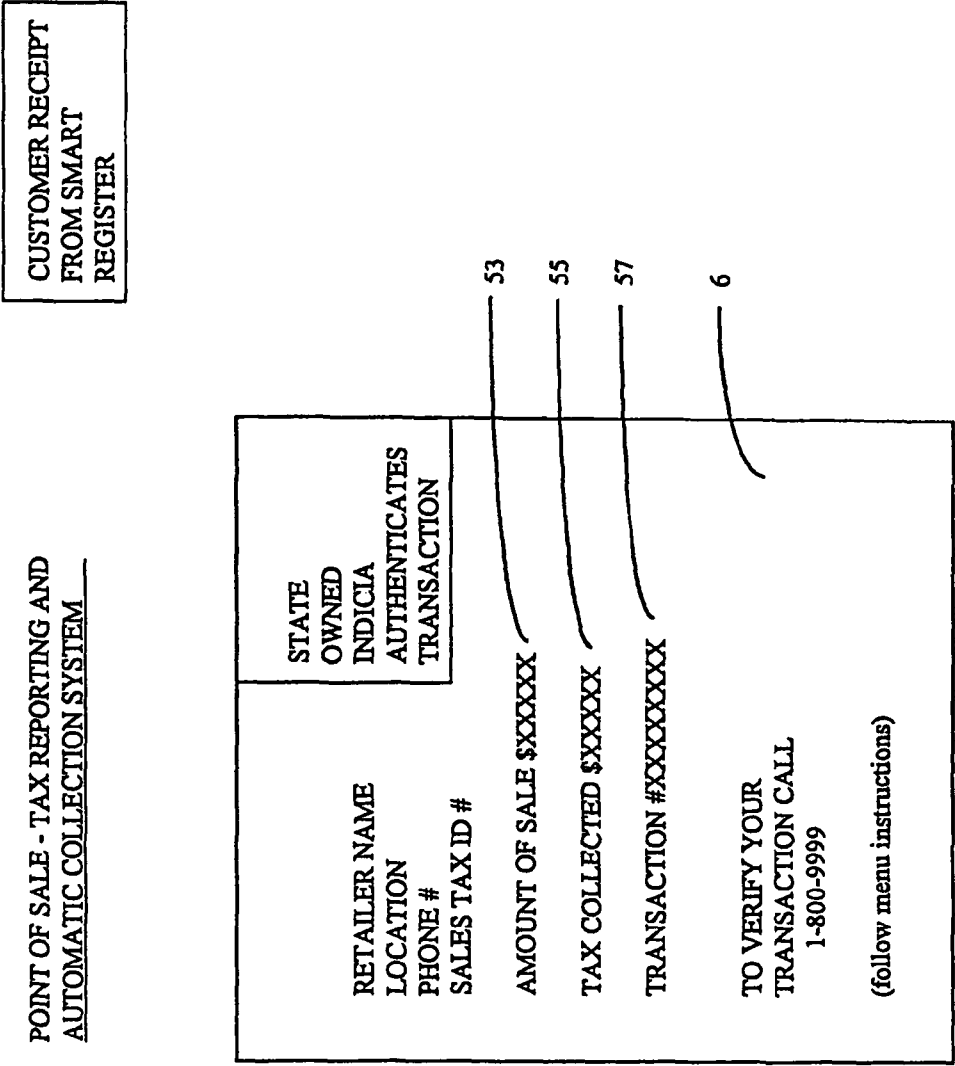 POINT OF SALE - TAX REPORTING AND
AUTOMATIC COLLECTION SYSTEM
CUSTOMER RECEIPT
FROM SMART
REGISTER
STATE
OWNED
INDICIA
AUTHENTICATES
TRANSACTION
RETAILER NAME
LOCATION
PHONE #
SALES TAX ID #
AMOUNT OF SALE $XXXXX
53
TAX COLLECTED $XXXXX
55
TRANSACTION #XXXXXXXX
57
6
TO VERIFY YOUR
TRANSACTION CALL
1-800-9999
(follow menu instructions)